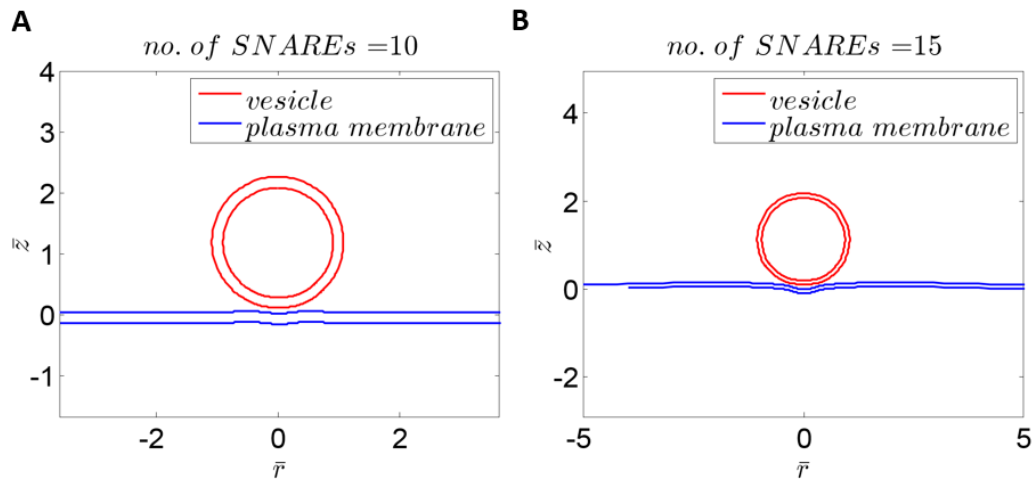 A
no. of SNAREs =10
vesicle
plasma membrane
4
3
2
1
0
-1
z̄
-2
0
2
r̄
B
no. of SNAREs =15
vesicle
plasma membrane
4
2
0
-2
z̄
-5
0
5
r̄